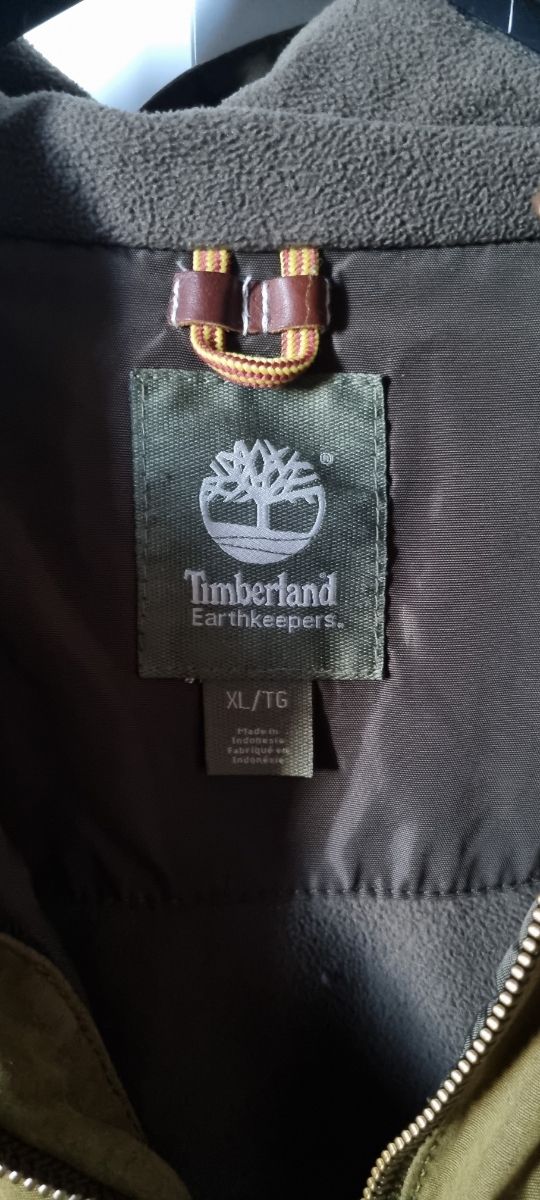 ®
Timberland
Earthkeepers.
XL/TG
Made in
Indonesia
Fabriqué en
Indonésie